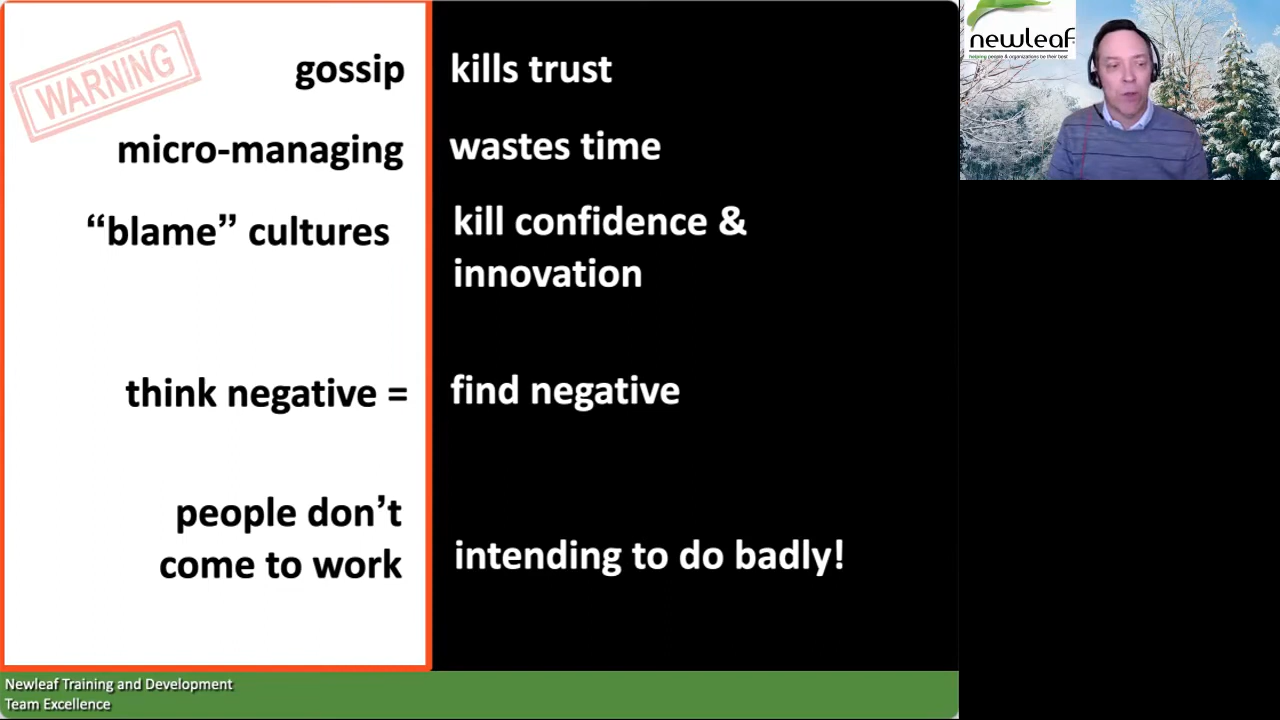 WARNING
gossip kills trust
micro-managing wastes time
“blame” cultures kill confidence &
innovation
think negative = find negative
people don’t
come to work intending to do badly!
Newleaf Training and Development
Team Excellence
newleaf
helping people & organizations be their best